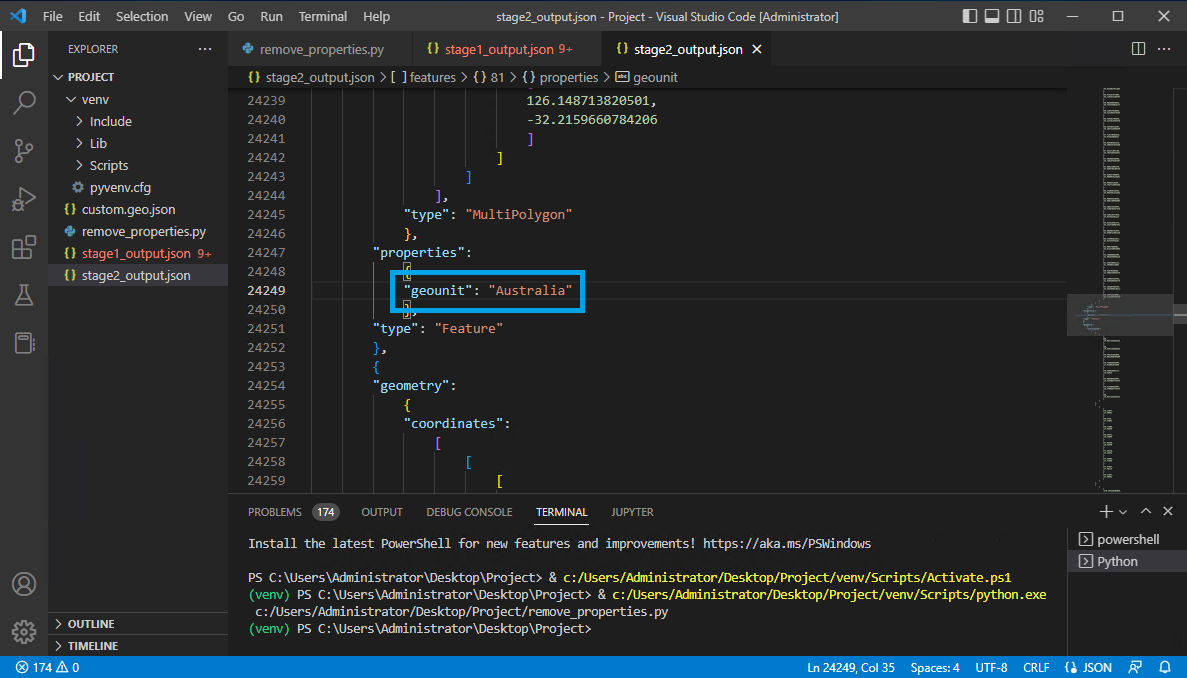 File Edit Selection View Go Run Terminal Help stage2_output.json - Project - Visual Studio Code [Administrator]
EXPLORER ...
PROJECT
venv
Include
Lib
Scripts
pyvenv.cfg
{} custom.geo.json
remove_properties.py
{} stage1_output.json 9+
{} stage2_output.json
OUTLINE
TIMELINE
remove_properties.py {} stage1_output.json 9+ {} stage2_output.json ...
{} stage2_output.json > [ ] features > {} 81 > {} properties > abc geounit
24239 126.148713820501,
24240 -32.2159660784206
24241 ]
24242 ]
24243 ]
24244 ],
24245 "type": "MultiPolygon"
24246 },
24247 "properties":
24248 {
24249 "geounit": "Australia"
24250 },
24251 "type": "Feature"
24252 },
24253 {
24254 "geometry":
24255 {
24256 "coordinates":
24257 [
24258 [
24259 [
PROBLEMS 174 OUTPUT DEBUG CONSOLE TERMINAL JUPYTER
Install the latest PowerShell for new features and improvements! https://aka.ms/PSWindows
PS C:\Users\Administrator\Desktop\Project> & c:/Users/Administrator/Desktop/Project/venv/Scripts/Activate.ps1
(venv) PS C:\Users\Administrator\Desktop\Project> & c:/Users/Administrator/Desktop/Project/venv/Scripts/python.exe
c:/Users/Administrator/Desktop/Project/remove_properties.py
(venv) PS C:\Users\Administrator\Desktop\Project>
powershell
Python
174 0 Ln 24249, Col 35 Spaces: 4 UTF-8 CRLF {} JSON